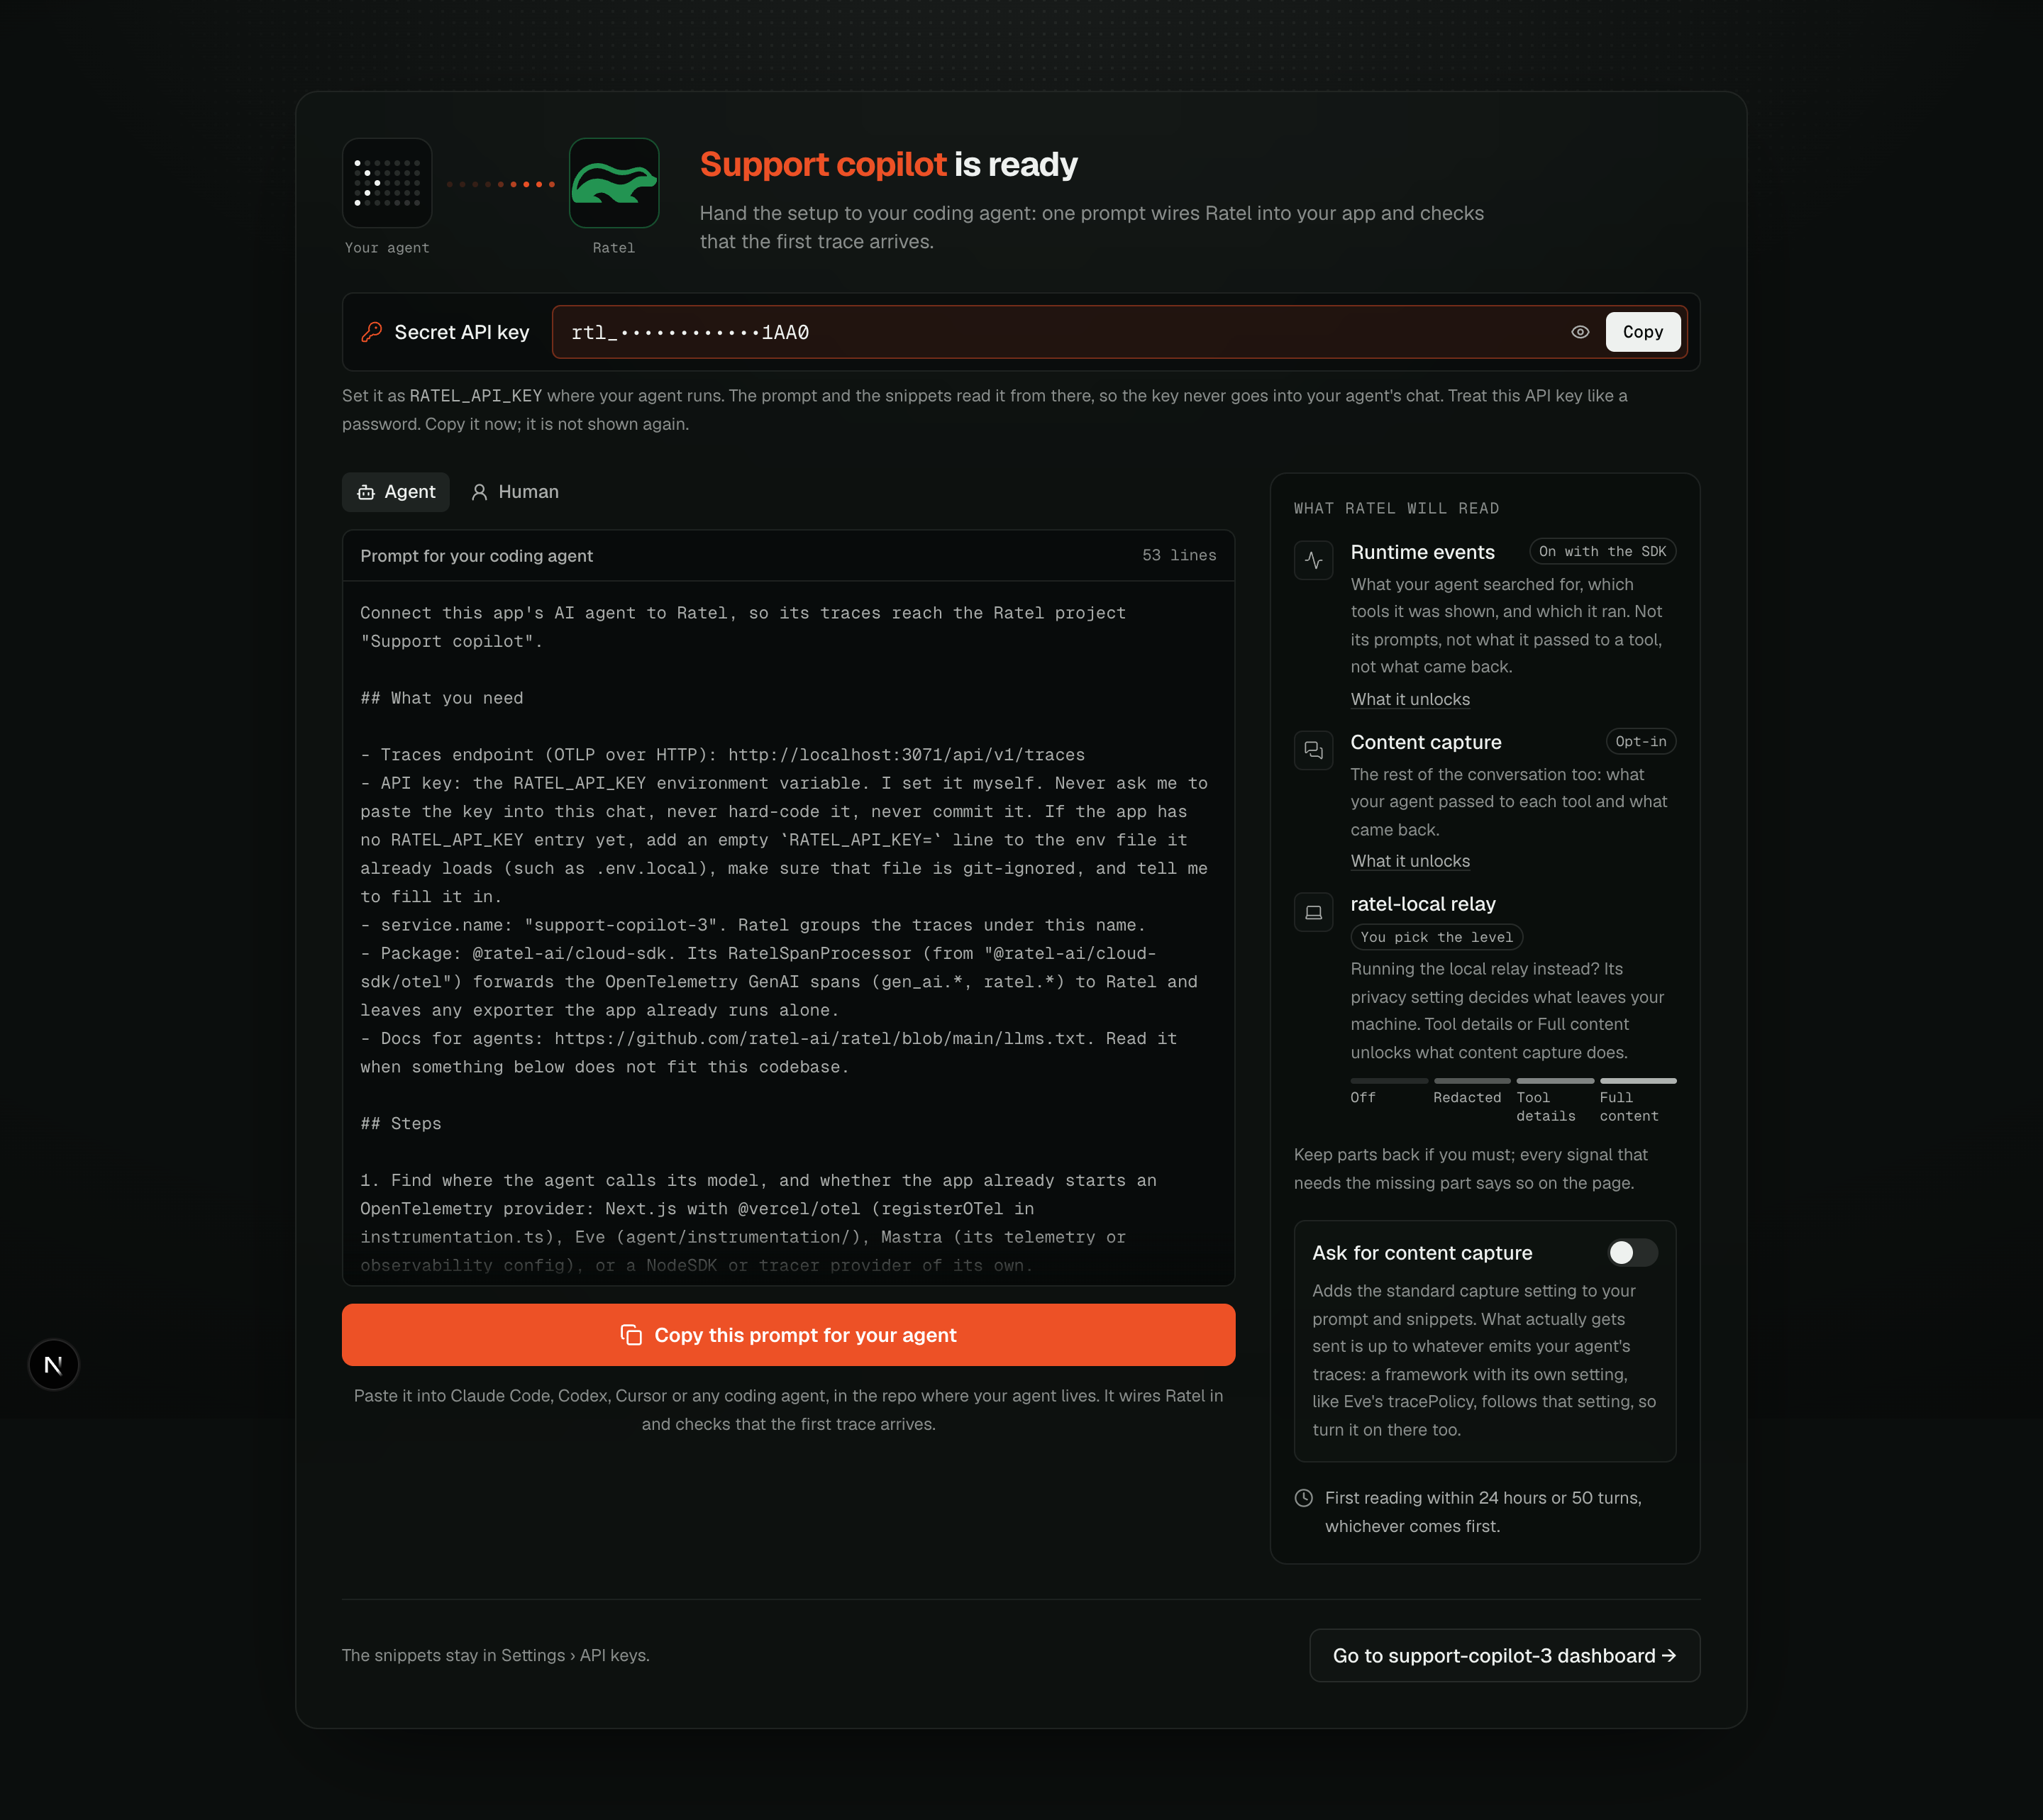 Support copilot is ready
Hand the setup to your coding agent: one prompt wires Ratel into your app and checks
that the first trace arrives.
Your agent
Ratel
Secret API key
rtl_••••••••••••1AA0
Copy
Set it as RATEL_API_KEY where your agent runs. The prompt and the snippets read it from there, so the key never goes into your agent's chat. Treat this API key like a
password. Copy it now; it is not shown again.
Agent
Human
Prompt for your coding agent
53 lines
Connect this app's AI agent to Ratel, so its traces reach the Ratel project
"Support copilot".
## What you need
- Traces endpoint (OTLP over HTTP): http://localhost:3071/api/v1/traces
- API key: the RATEL_API_KEY environment variable. I set it myself. Never ask me to
paste the key into this chat, never hard-code it, never commit it. If the app has
no RATEL_API_KEY entry yet, add an empty `RATEL_API_KEY=` line to the env file it
already loads (such as .env.local), make sure that file is git-ignored, and tell me
to fill it in.
- service.name: "support-copilot-3". Ratel groups the traces under this name.
- Package: @ratel-ai/cloud-sdk. Its RatelSpanProcessor (from "@ratel-ai/cloud-
sdk/otel") forwards the OpenTelemetry GenAI spans (gen_ai.*, ratel.*) to Ratel and
leaves any exporter the app already runs alone.
- Docs for agents: https://github.com/ratel-ai/ratel/blob/main/llms.txt. Read it
when something below does not fit this codebase.
## Steps
1. Find where the agent calls its model, and whether the app already starts an
OpenTelemetry provider: Next.js with @vercel/otel (registerOTel in
instrumentation.ts), Eve (agent/instrumentation/), Mastra (its telemetry or
observability config), or a NodeSDK or tracer provider of its own.
Copy this prompt for your agent
Paste it into Claude Code, Codex, Cursor or any coding agent, in the repo where your agent lives. It wires Ratel in
and checks that the first trace arrives.
WHAT RATEL WILL READ
Runtime events
On with the SDK
What your agent searched for, which
tools it was shown, and which it ran. Not
its prompts, not what it passed to a tool,
not what came back.
What it unlocks
Content capture
Opt-in
The rest of the conversation too: what
your agent passed to each tool and what
came back.
What it unlocks
ratel-local relay
You pick the level
Running the local relay instead? Its
privacy setting decides what leaves your
machine. Tool details or Full content
unlocks what content capture does.
Off
Redacted
Tool
details
Full
content
Keep parts back if you must; every signal that
needs the missing part says so on the page.
Ask for content capture
Adds the standard capture setting to your
prompt and snippets. What actually gets
sent is up to whatever emits your agent's
traces: a framework with its own setting,
like Eve's tracePolicy, follows that setting, so
turn it on there too.
First reading within 24 hours or 50 turns,
whichever comes first.
The snippets stay in Settings › API keys.
Go to support-copilot-3 dashboard →
N